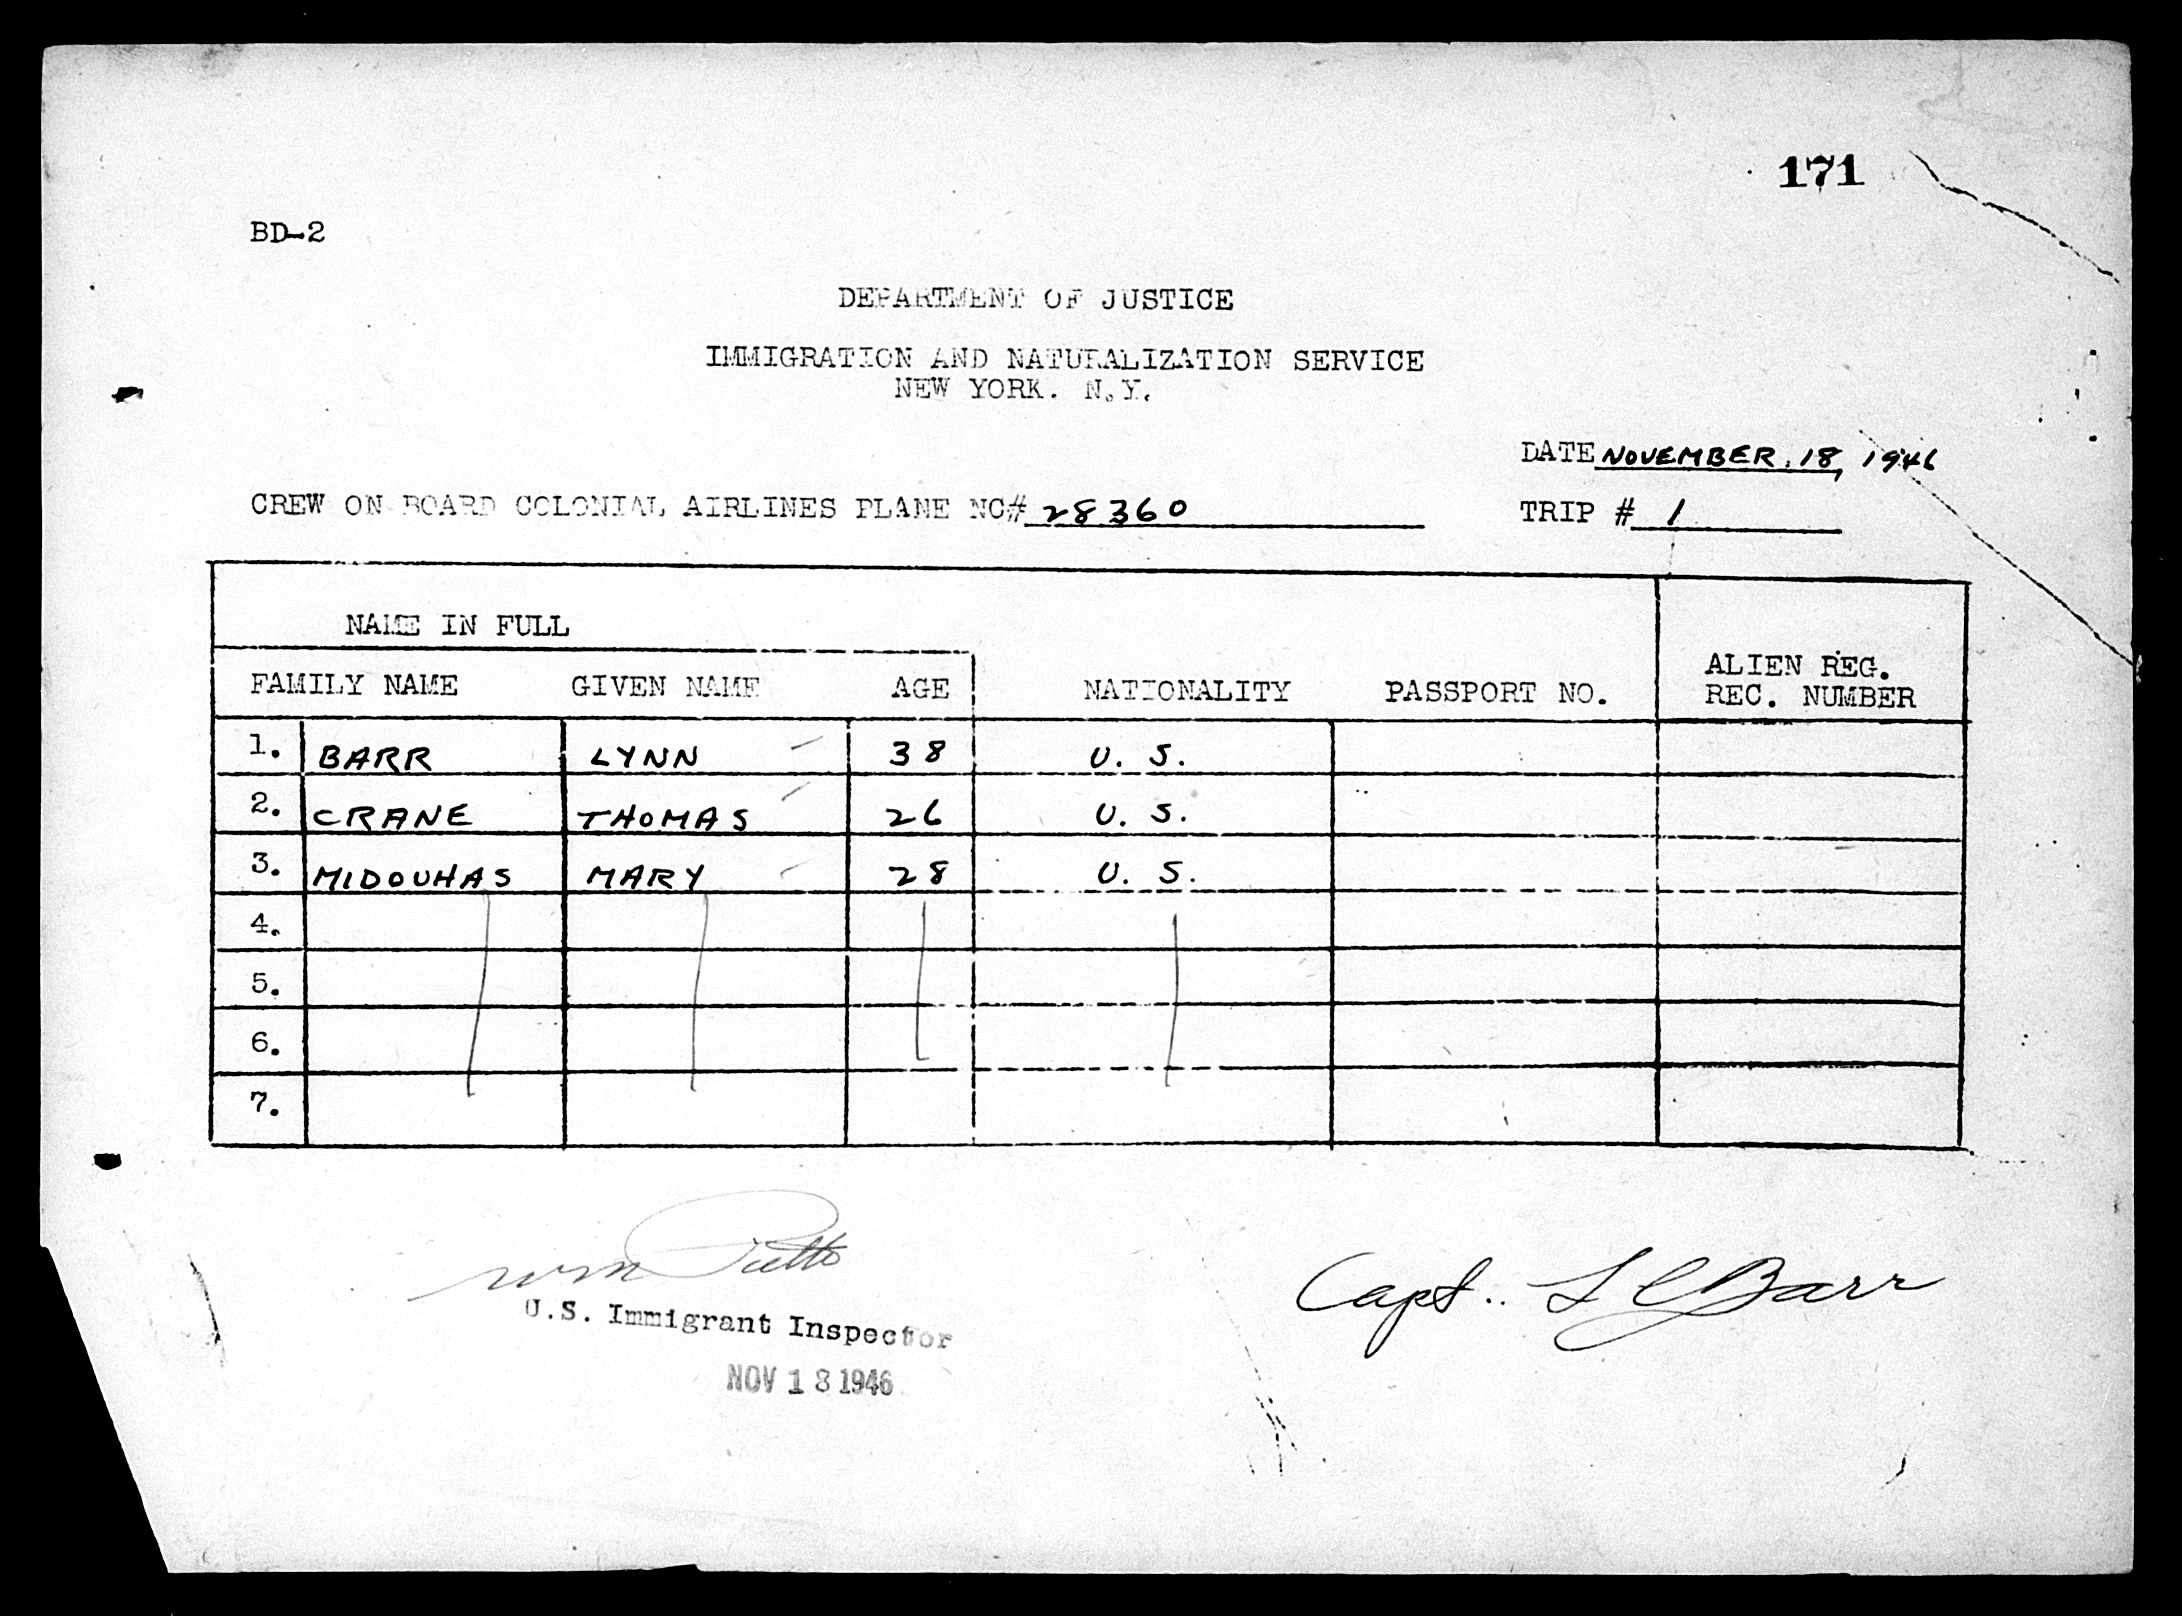 171
BD-2
DEPARTMENT OF JUSTICE
IMMIGRATION AND NATURALIZATION SERVICE
NEW YORK. N.Y.
DATE NOVEMBER. 18, 1946
CREW ON BOARD COLONIAL AIRLINES PLANE NC# 28360 TRIP # 1
NAME IN FULL
FAMILY NAME GIVEN NAME AGE NATIONALITY PASSPORT NO. ALIEN REG. REC. NUMBER
1. BARR LYNN 38 U. S.
2. CRANE THOMAS 26 U. S.
3. MIDOUHAS MARY 28 U. S.
4.
5.
6.
7.
Wm
Capt. L C Barr
U.S. Immigrant Inspector
NOV 18 1946